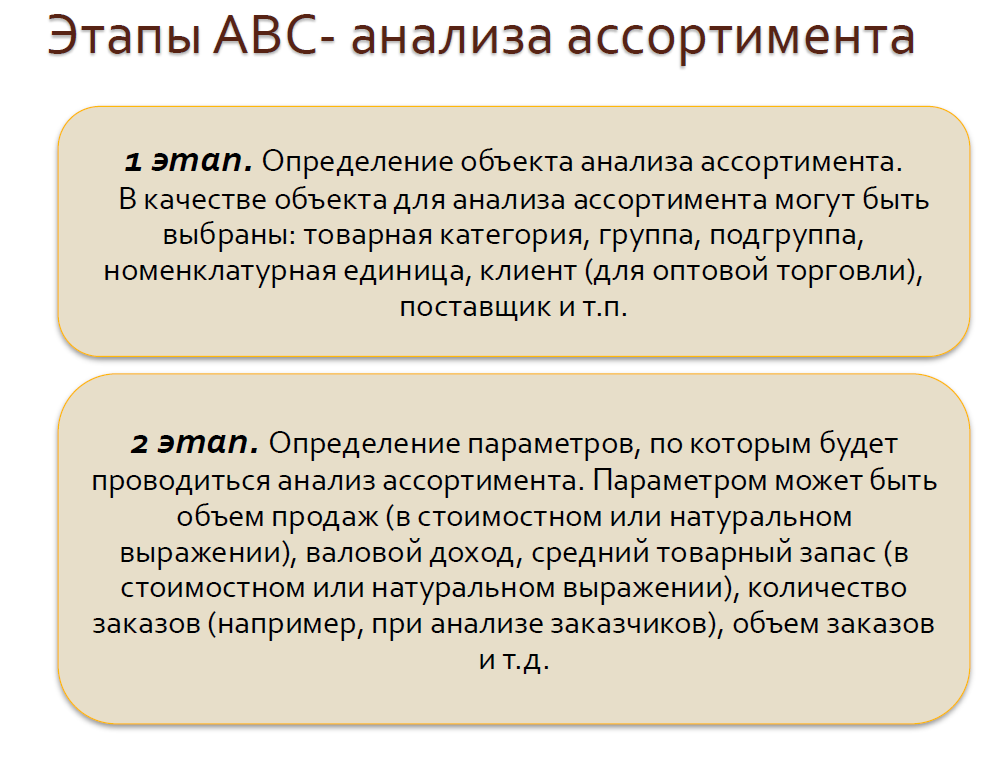 Этапы АВС- анализа ассортимента
1 этап. Определение объекта анализа ассортимента.
В качестве объекта для анализа ассортимента могут быть
выбраны: товарная категория, группа, подгруппа,
номенклатурная единица, клиент (для оптовой торговли),
поставщик и т.п.
2 этап. Определение параметров, по которым будет
проводиться анализ ассортимента. Параметром может быть
объем продаж (в стоимостном или натуральном
выражении), валовой доход, средний товарный запас (в
стоимостном или натуральном выражении), количество
заказов (например, при анализе заказчиков), объем заказов
и т.д.